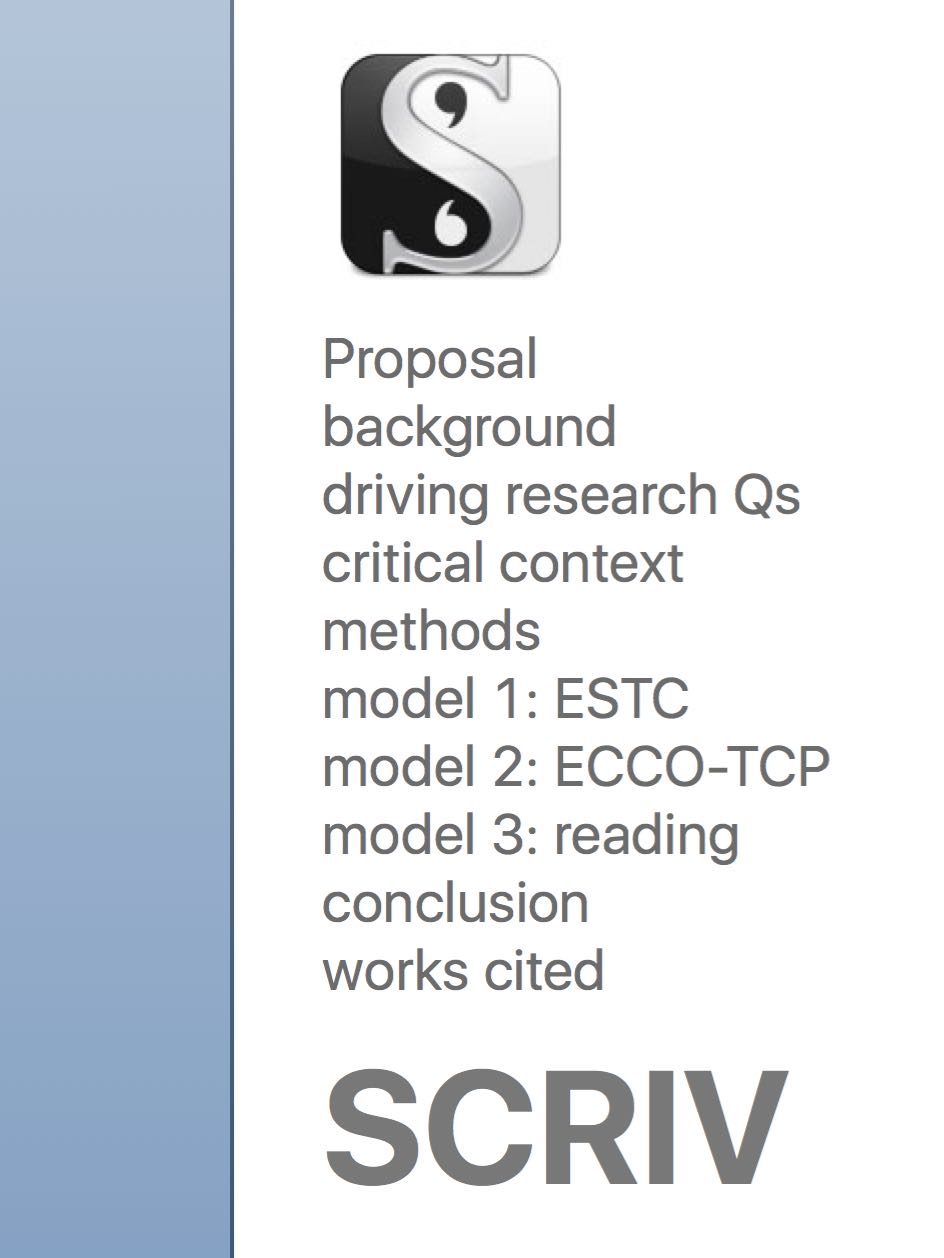 Proposal
background
driving research Qs
critical context
methods
model 1: ESTC
model 2: ECCO-TCP
model 3: reading
conclusion
works cited
SCRIV